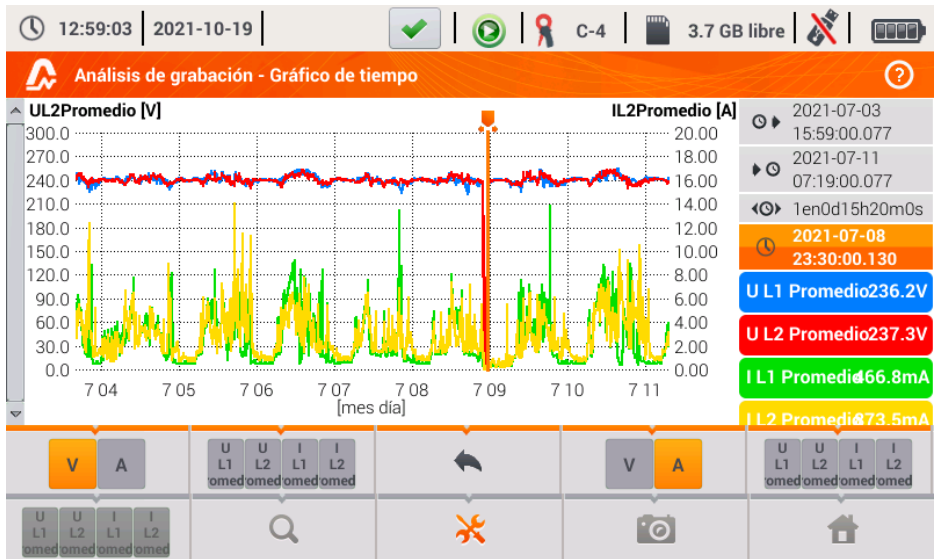 12:59:03 2021-10-19 C-4 3.7 GB libre
Análisis de grabación - Gráfico de tiempo
UL2Promedio [V] IL2Promedio [A]
300.0
270.0
240.0
210.0
180.0
150.0
120.0
90.0
60.0
30.0
0.0
20.00
18.00
16.00
14.00
12.00
10.00
8.00
6.00
4.00
2.00
0.00
7 04 7 05 7 06 7 07 7 08 7 09 7 10 7 11
[mes día]
2021-07-03
15:59:00.077
2021-07-11
07:19:00.077
1en0d15h20m0s
2021-07-08
23:30:00.130
U L1 Promedio236.2V
U L2 Promedio237.3V
I L1 Promedio466.8mA
I L2 Promedio873.5mA
V A
U U I I
L1 L2 L1 L2
omed omed omed omed
V A
U U I I
L1 L2 L1 L2
omed omed omed omed
U U I I
L1 L2 L1 L2
omed omed omed omed